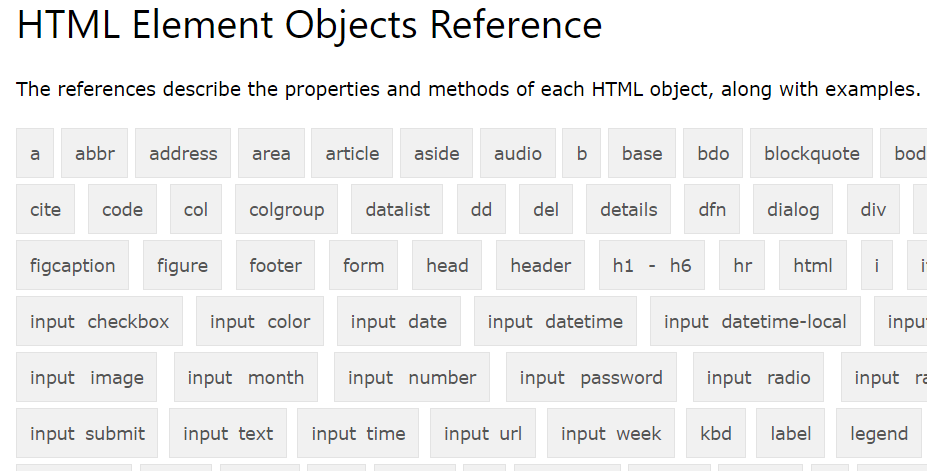 HTML Element Objects Reference
The references describe the properties and methods of each HTML object, along with examples.
a abbr address area article aside audio b base bdo blockquote
cite code col colgroup datalist dd del details dfn dialog div
figcaption figure footer form head header h1 - h6 hr html i
input checkbox input color input date input datetime input datetime-local
input image input month input number input password input radio input
input submit input text input time input url input week kbd label legend